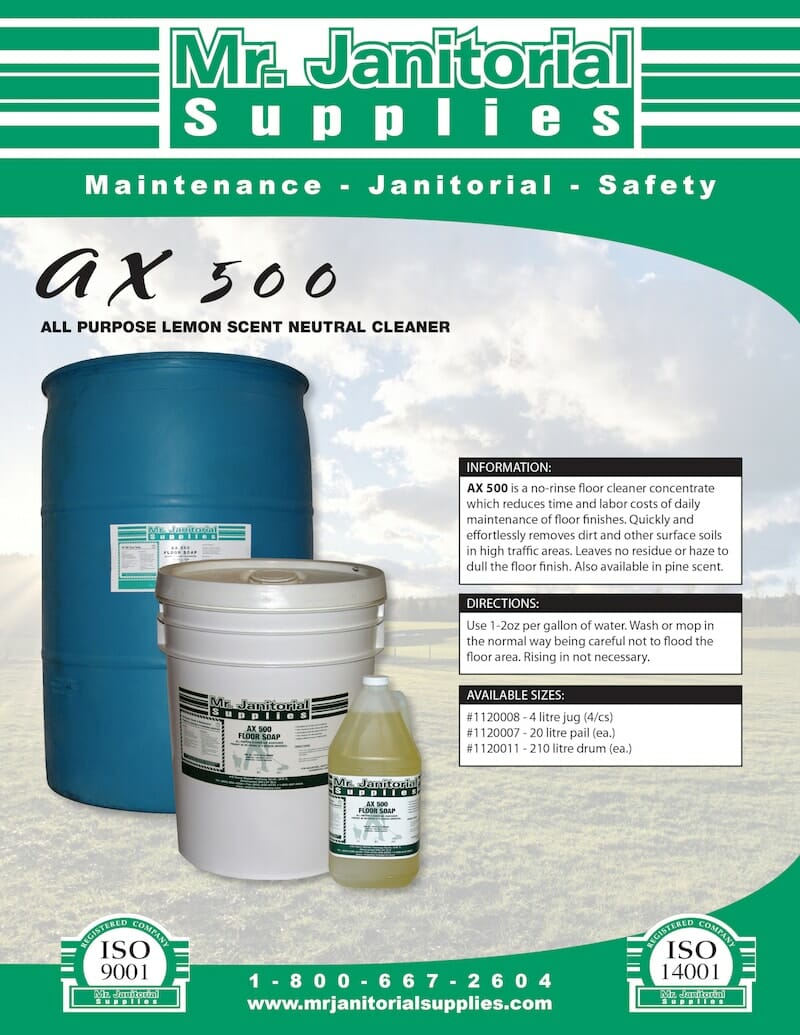 Mr. Janitorial
Supplies
Maintenance - Janitorial - Safety
AX 500
ALL PURPOSE LEMON SCENT NEUTRAL CLEANER
INFORMATION:
AX 500 is a no-rinse floor cleaner concentrate
which reduces time and labor costs of daily
maintenance of floor finishes. Quickly and
effortlessly removes dirt and other surface soils
in high traffic areas. Leaves no residue or haze to
dull the floor finish. Also available in pine scent.
DIRECTIONS:
Use 1-2oz per gallon of water. Wash or mop in
the normal way being careful not to flood the
floor area. Rising in not necessary.
AVAILABLE SIZES:
#1120008 - 4 litre jug (4/cs)
#1120007 - 20 litre pail (ea.)
#1120011 - 210 litre drum (ea.)
Mr. Janitorial
Supplies
AX 500
FLOOR SOAP
Mr. Janitorial
Supplies
AX 500
FLOOR SOAP
Mr. Janitorial
Supplies
AX 500
FLOOR SOAP
REGISTERED COMPANY
ISO
9001
Mr. Janitorial
Supplies
1-800-667-2604
www.mrjanitorialsupplies.com
REGISTERED COMPANY
ISO
14001
Mr. Janitorial
Supplies